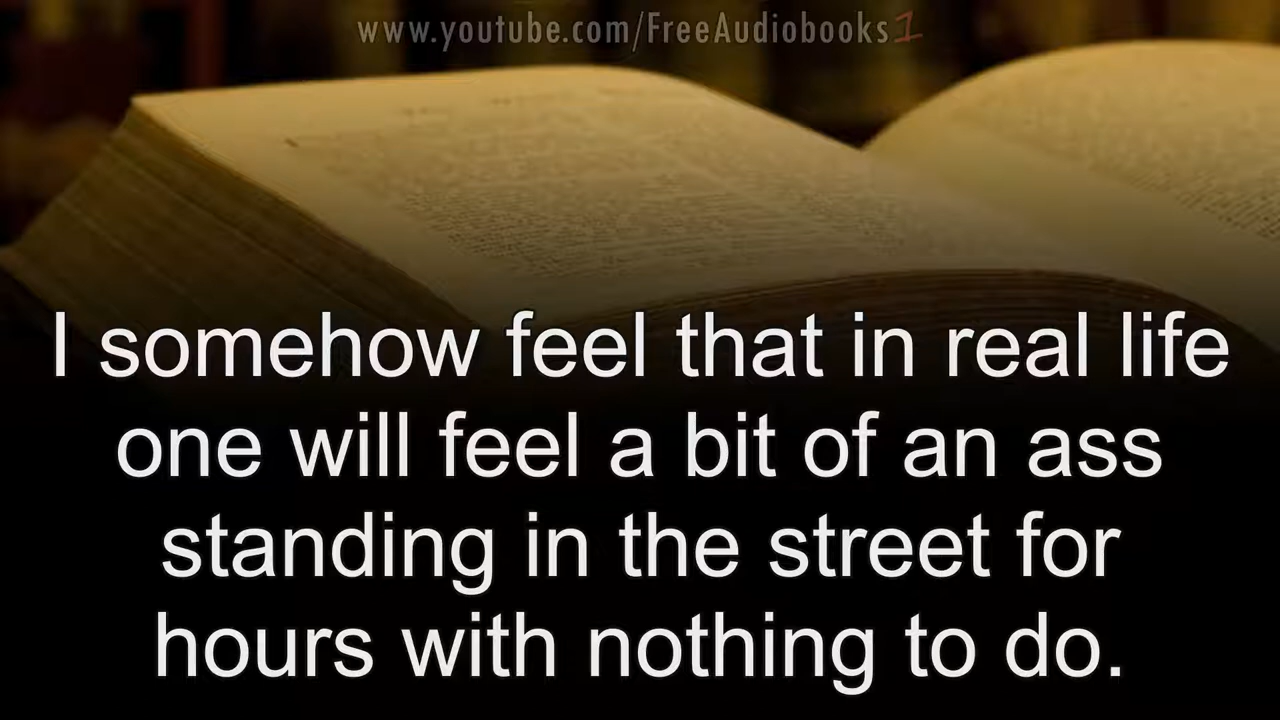 www.youtube.com/FreeAudiobooks1
I somehow feel that in real life
one will feel a bit of an ass
standing in the street for
hours with nothing to do.